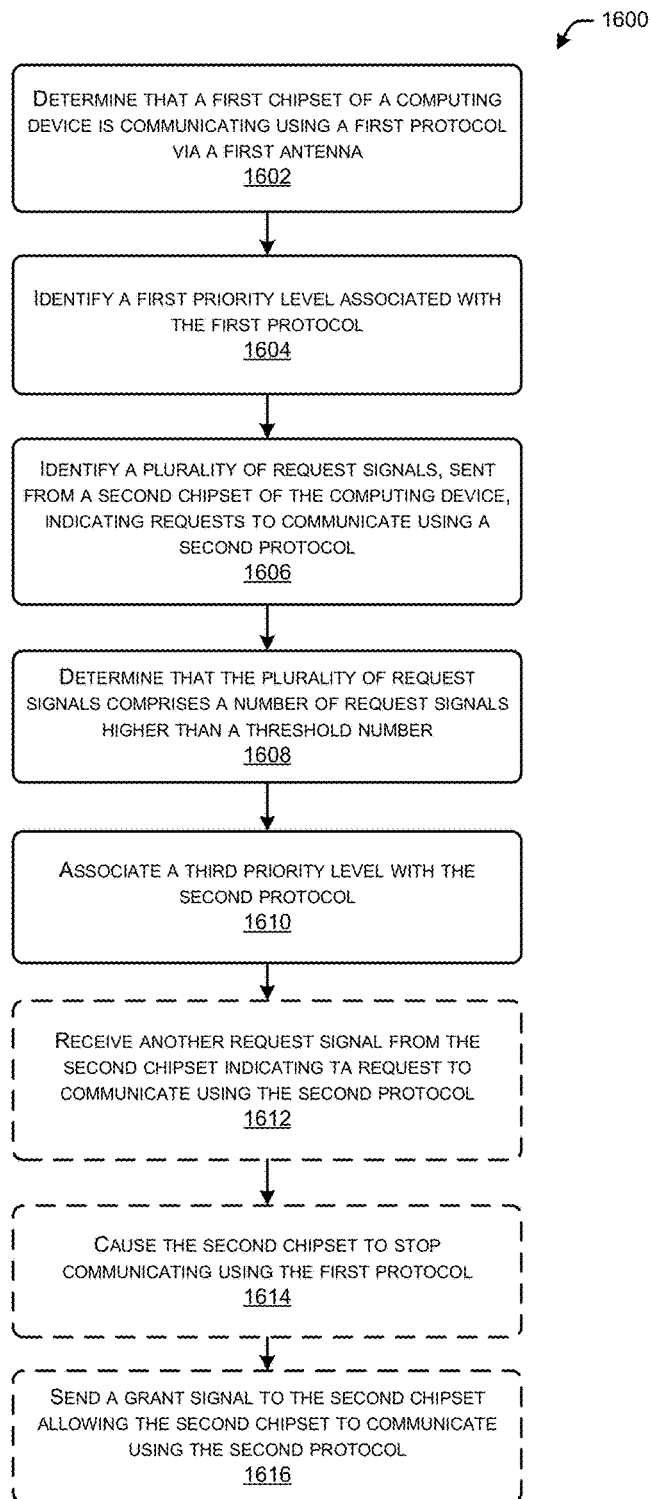 1600
DETERMINE THAT A FIRST CHIPSET OF A COMPUTING
DEVICE IS COMMUNICATING USING A FIRST PROTOCOL
VIA A FIRST ANTENNA
1602
IDENTIFY A FIRST PRIORITY LEVEL ASSOCIATED WITH
THE FIRST PROTOCOL
1604
IDENTIFY A PLURALITY OF REQUEST SIGNALS, SENT
FROM A SECOND CHIPSET OF THE COMPUTING DEVICE,
INDICATING REQUESTS TO COMMUNICATE USING A
SECOND PROTOCOL
1606
DETERMINE THAT THE PLURALITY OF REQUEST
SIGNALS COMPRISES A NUMBER OF REQUEST SIGNALS
HIGHER THAN A THRESHOLD NUMBER
1608
ASSOCIATE A THIRD PRIORITY LEVEL WITH THE
SECOND PROTOCOL
1610
RECEIVE ANOTHER REQUEST SIGNAL FROM THE
SECOND CHIPSET INDICATING TA REQUEST TO
COMMUNICATE USING THE SECOND PROTOCOL
1612
CAUSE THE SECOND CHIPSET TO STOP
COMMUNICATING USING THE FIRST PROTOCOL
1614
SEND A GRANT SIGNAL TO THE SECOND CHIPSET
ALLOWING THE SECOND CHIPSET TO COMMUNICATE
USING THE SECOND PROTOCOL
1616